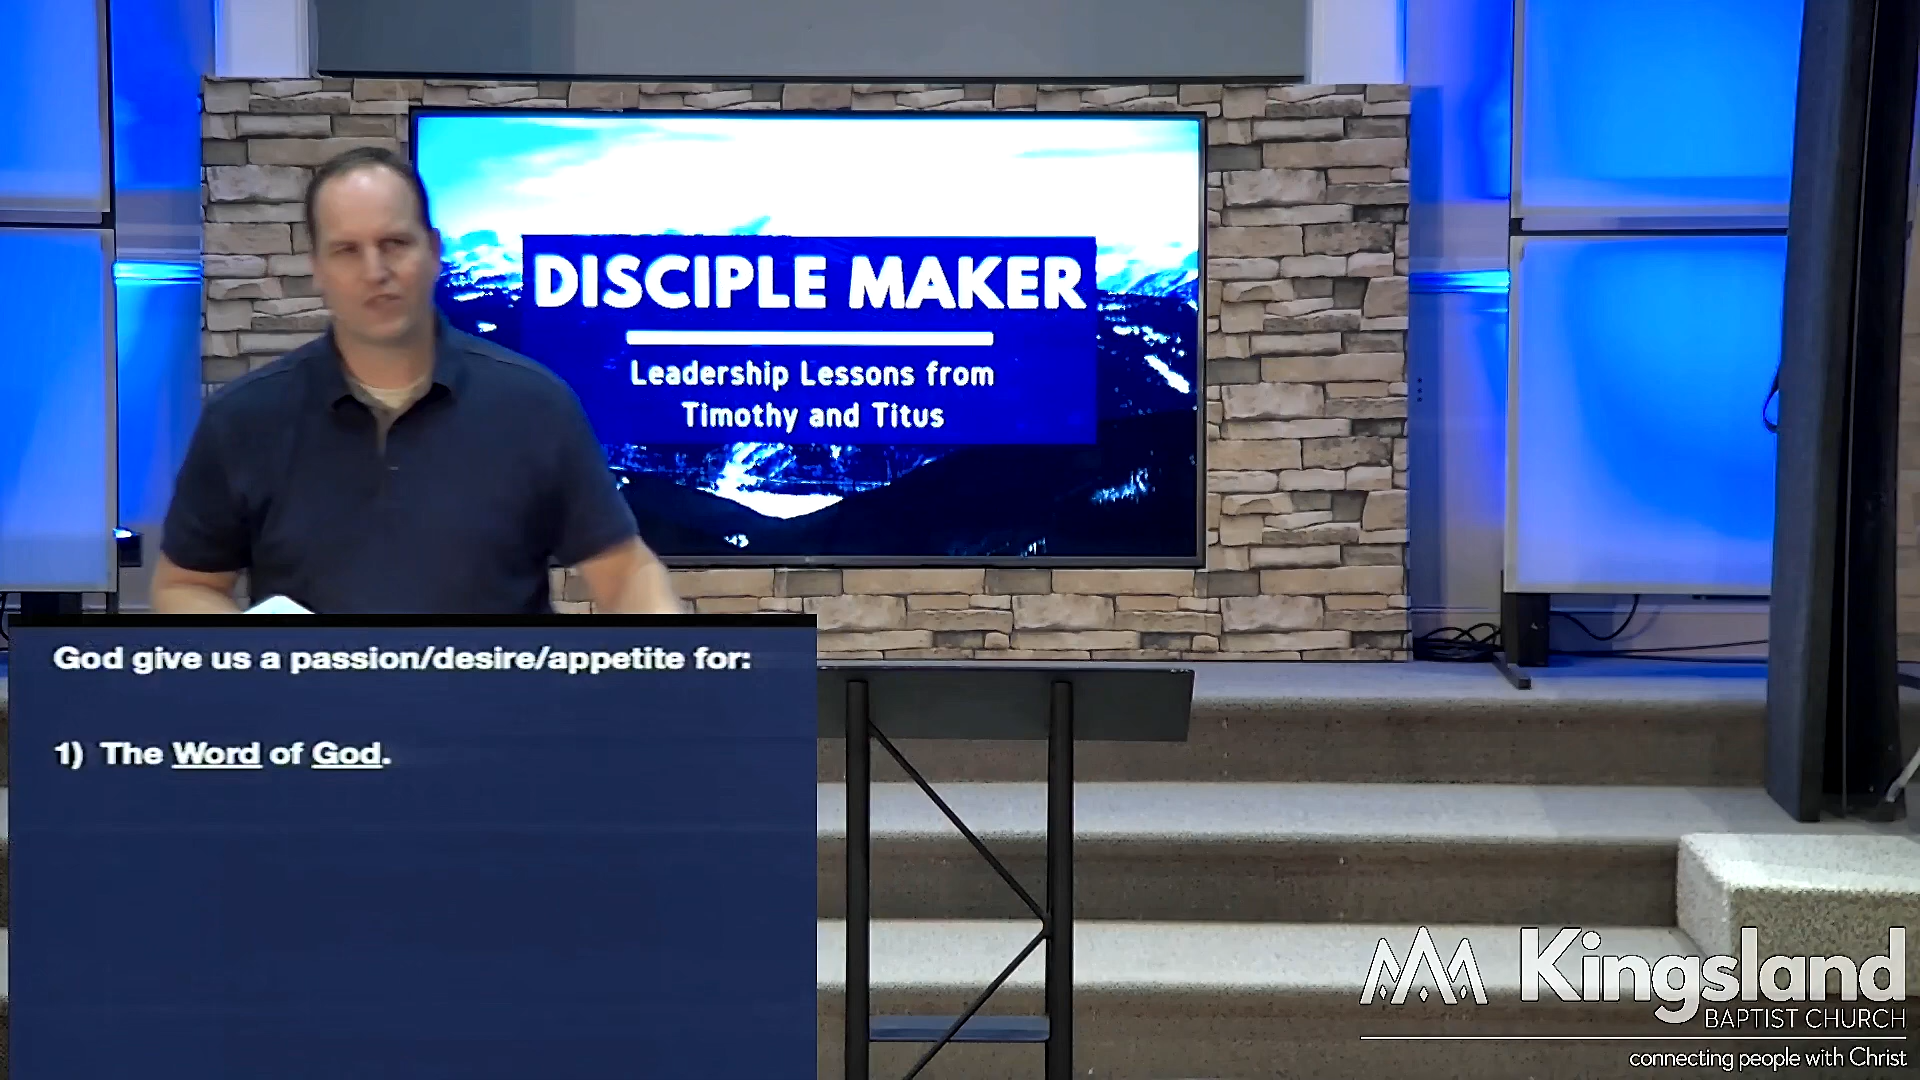 DISCIPLE MAKER
Leadership Lessons from
Timothy and Titus
God give us a passion/desire/appetite for:
1) The Word of God.
Kingsland
BAPTIST CHURCH
connecting people with Christ